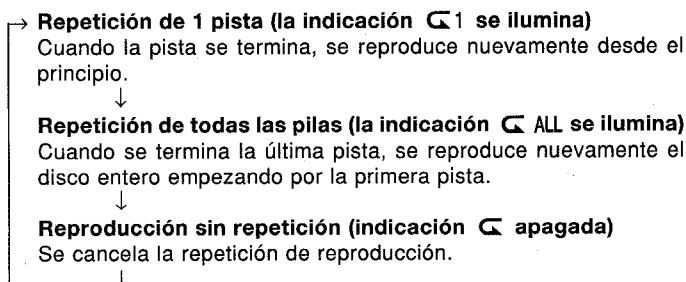 → Repetición de 1 pista (la indicación ⮎1 se ilumina)
Cuando la pista se termina, se reproduce nuevamente desde el
principio.
↓
Repetición de todas las pilas (la indicación ⮎ ALL se ilumina)
Cuando se termina la última pista, se reproduce nuevamente el
disco entero empezando por la primera pista.
↓
Reproducción sin repetición (indicación ⮎ apagada)
Se cancela la repetición de reproducción.